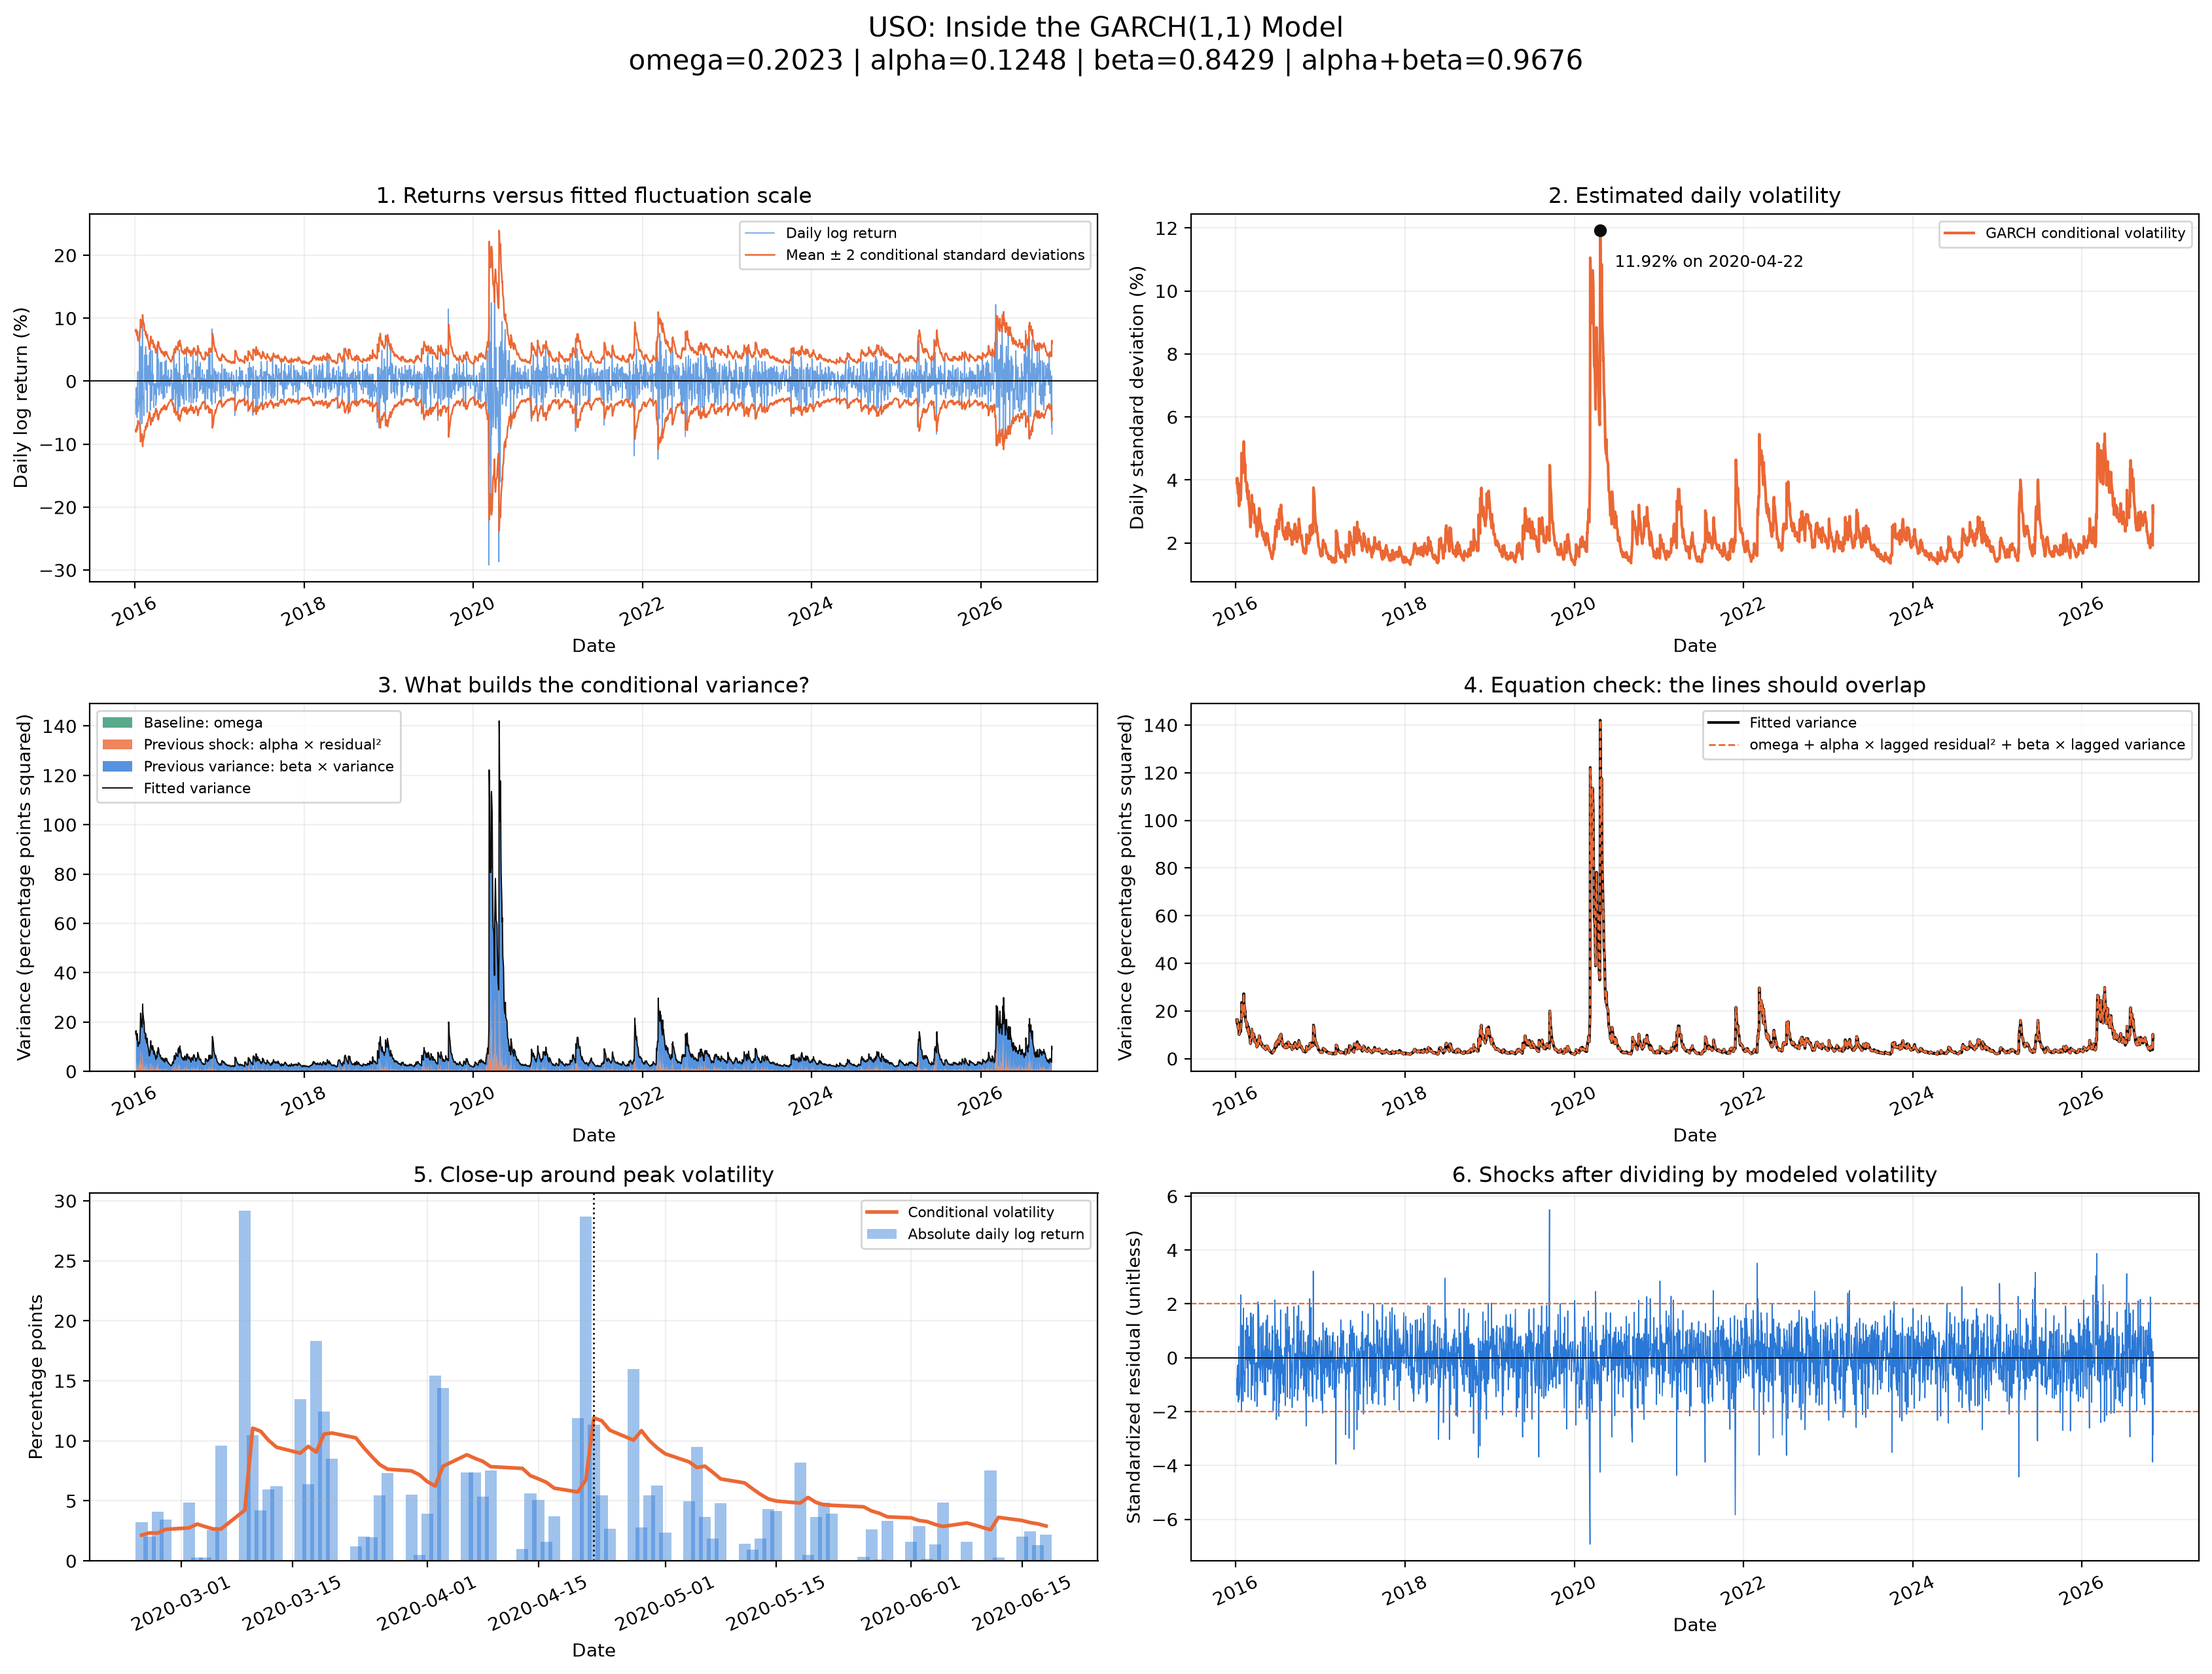 USO: Inside the GARCH(1,1) Model
omega=0.2023 | alpha=0.1248 | beta=0.8429 | alpha+beta=0.9676
1. Returns versus fitted fluctuation scale
Daily log return (%)
20
10
0
−10
−20
−30
Daily log return
Mean ± 2 conditional standard deviations
2016
2018
2020
2022
2024
2026
Date
2. Estimated daily volatility
Daily standard deviation (%)
12
10
8
6
4
2
GARCH conditional volatility
11.92% on 2020-04-22
2016
2018
2020
2022
2024
2026
Date
3. What builds the conditional variance?
Variance (percentage points squared)
140
120
100
80
60
40
20
0
Baseline: omega
Previous shock: alpha × residual²
Previous variance: beta × variance
Fitted variance
2016
2018
2020
2022
2024
2026
Date
4. Equation check: the lines should overlap
Variance (percentage points squared)
140
120
100
80
60
40
20
0
Fitted variance
omega + alpha × lagged residual² + beta × lagged variance
2016
2018
2020
2022
2024
2026
Date
5. Close-up around peak volatility
Percentage points
30
25
20
15
10
5
0
Conditional volatility
Absolute daily log return
2020-03-01
2020-03-15
2020-04-01
2020-04-15
2020-05-01
2020-05-15
2020-06-01
2020-06-15
Date
6. Shocks after dividing by modeled volatility
Standardized residual (unitless)
6
4
2
0
−2
−4
−6
2016
2018
2020
2022
2024
2026
Date